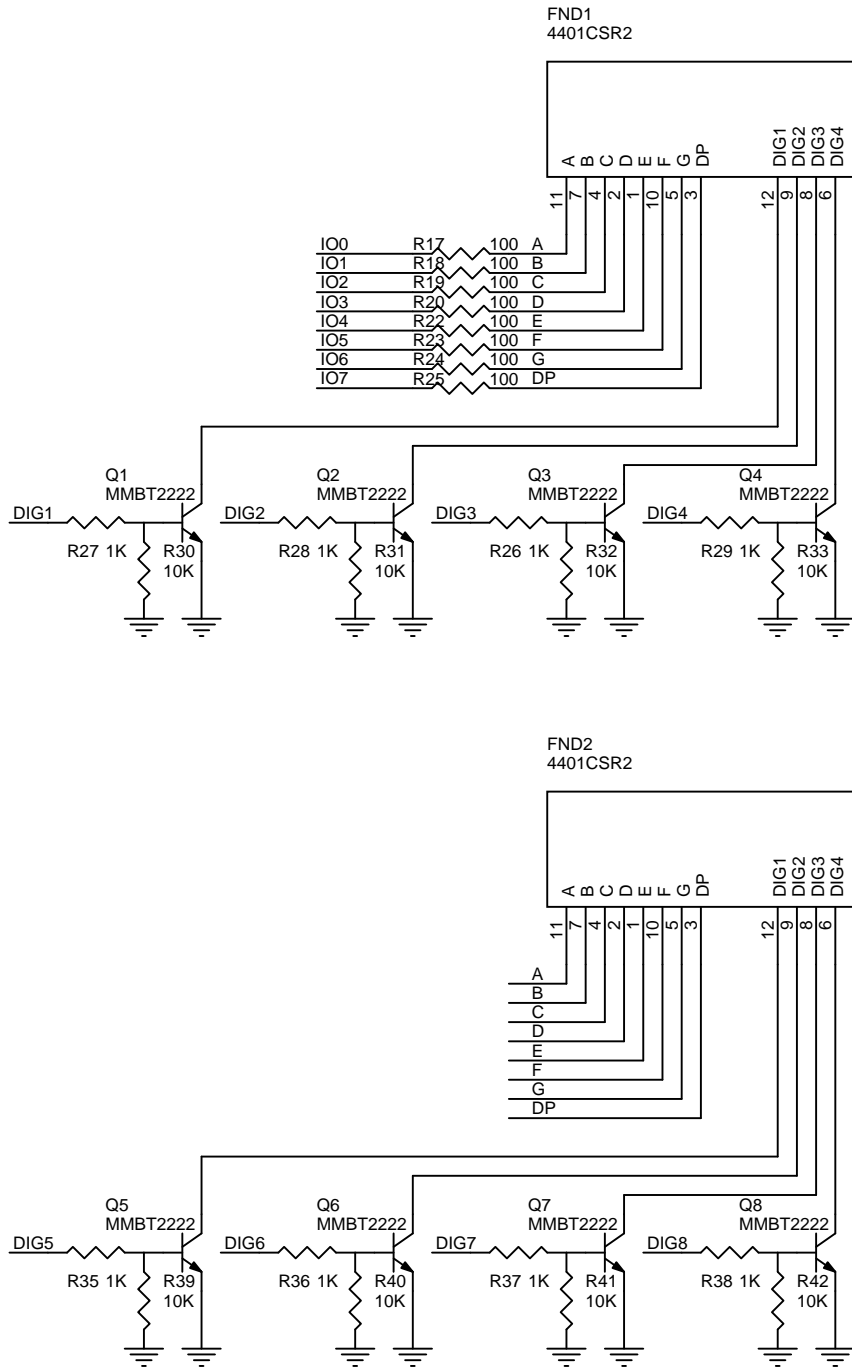 FND1
4401CSR2
A B C D E F G DP DIG1 DIG2 DIG3 DIG4
11 7 4 2 1 10 5 3 12 9 8 6
IO0 R17 100 A
IO1 R18 100 B
IO2 R19 100 C
IO3 R20 100 D
IO4 R22 100 E
IO5 R23 100 F
IO6 R24 100 G
IO7 R25 100 DP
Q1 Q2 Q3 Q4
MMBT2222 MMBT2222 MMBT2222 MMBT2222
DIG1 DIG2 DIG3 DIG4
R27 1K R30 R28 1K R31 R26 1K R32 R29 1K R33
10K 10K 10K 10K
FND2
4401CSR2
A B C D E F G DP DIG1 DIG2 DIG3 DIG4
11 7 4 2 1 10 5 3 12 9 8 6
A
B
C
D
E
F
G
DP
Q5 Q6 Q7 Q8
MMBT2222 MMBT2222 MMBT2222 MMBT2222
DIG5 DIG6 DIG7 DIG8
R35 1K R39 R36 1K R40 R37 1K R41 R38 1K R42
10K 10K 10K 10K